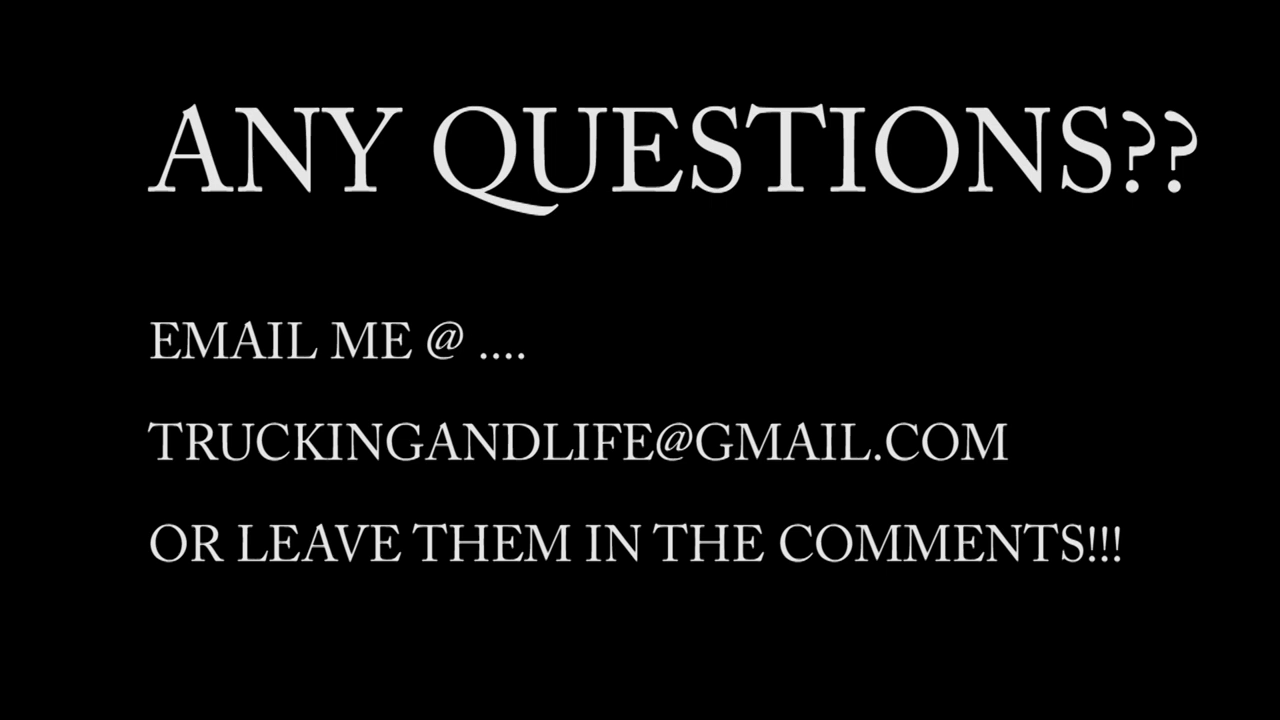 ANY QUESTIONS??
EMAIL ME @ ....
TRUCKINGANDLIFE@GMAIL.COM
OR LEAVE THEM IN THE COMMENTS!!!